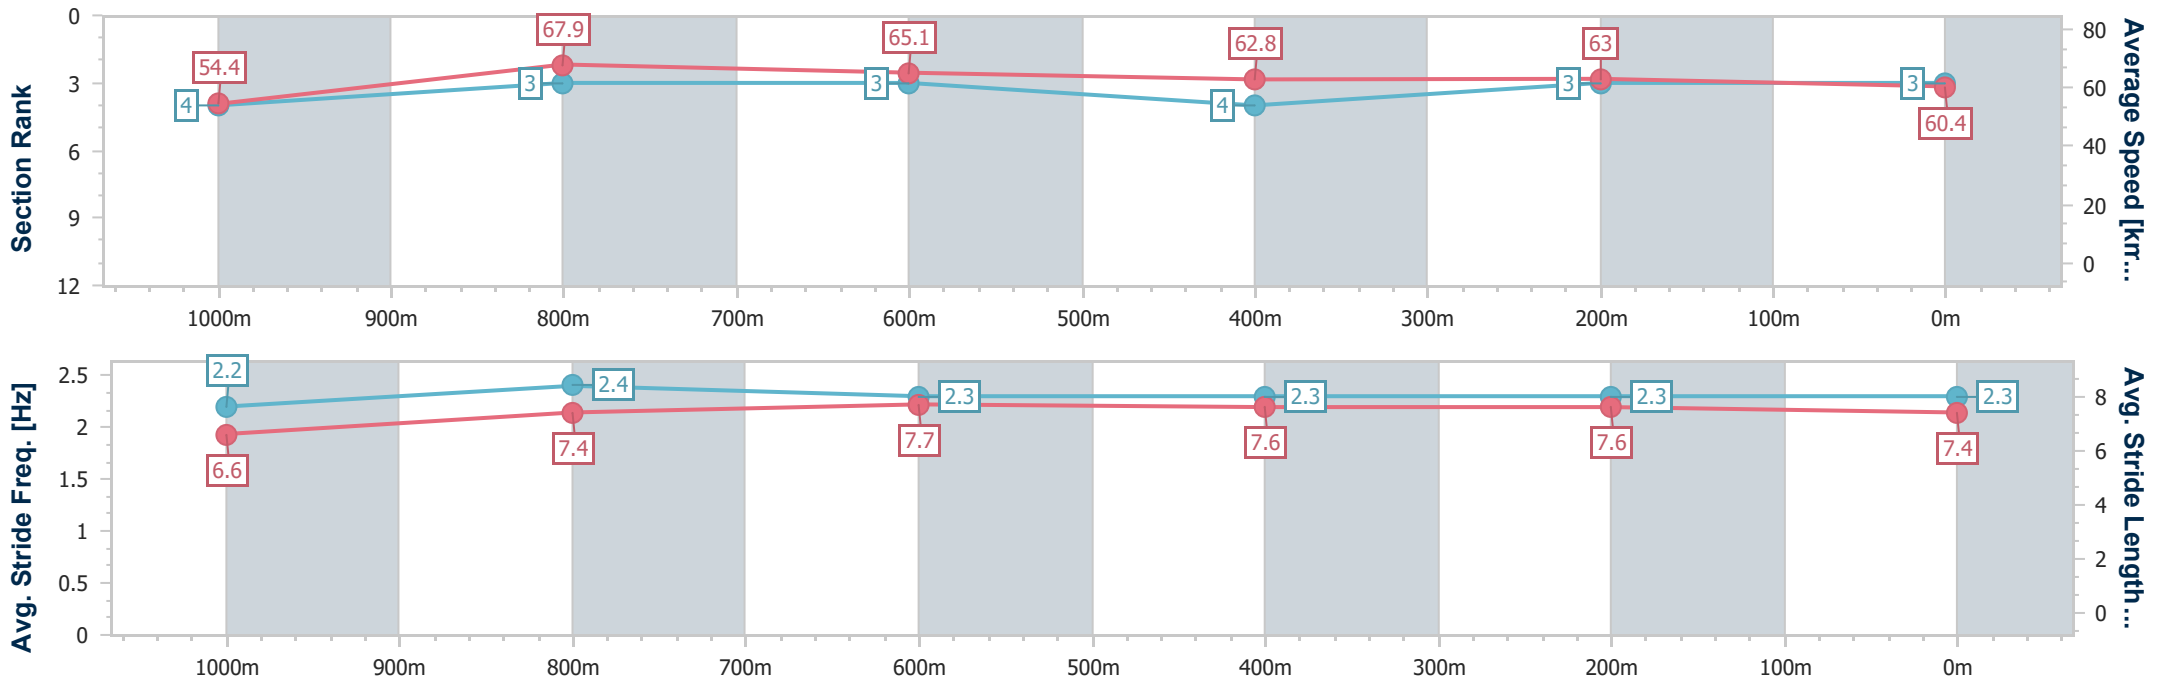 Section Rank
0
3
6
9
12
54.4
67.9
65.1
62.8
63
60.4
4
3
3
4
3
3
80
60
40
20
0
Average Speed [km...
1000m
900m
800m
700m
600m
500m
400m
300m
200m
100m
0m
Avg. Stride Freq. [Hz]
2.5
2
1.5
1
0.5
0
2.2
2.4
2.3
2.3
2.3
2.3
6.6
7.4
7.7
7.6
7.6
7.4
8
6
4
2
0
Avg. Stride Length...
1000m
900m
800m
700m
600m
500m
400m
300m
200m
100m
0m